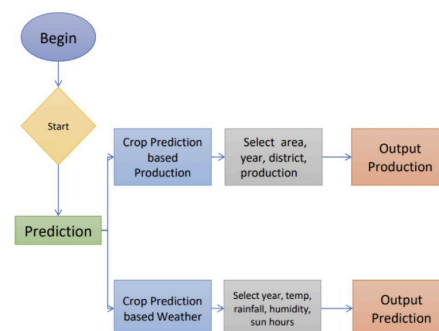 Begin
Start
Prediction
Crop Prediction
based
Production
Select area,
year, district,
production
Output
Production
Crop Prediction
based Weather
Select year, temp,
rainfall, humidity,
sun hours
Output
Prediction